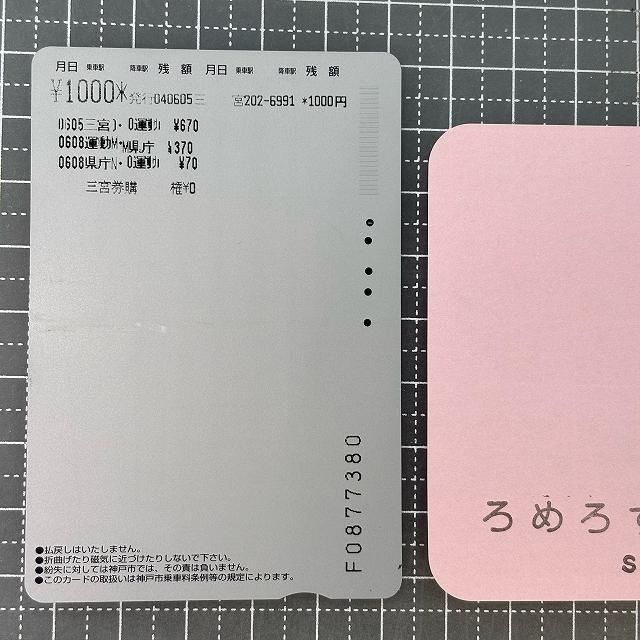 月日 乗車駅 降車駅 残額 月日 乗車駅 降車駅 残額
¥1000* 発行040605三宮202-6991 *1000円
0605三宮 運動 ¥670
0608運動 県庁 ¥370
0608県庁 運動 ¥70
三宮券購 権¥0
F0877380
●払戻しはいたしません。
●折曲げたり磁気に近づけたりしないで下さい。
●紛失に対しては神戸市では、その責は負いません。
●このカードの取扱いは神戸市乗車料条例等の規定によります。
ろめろ
s